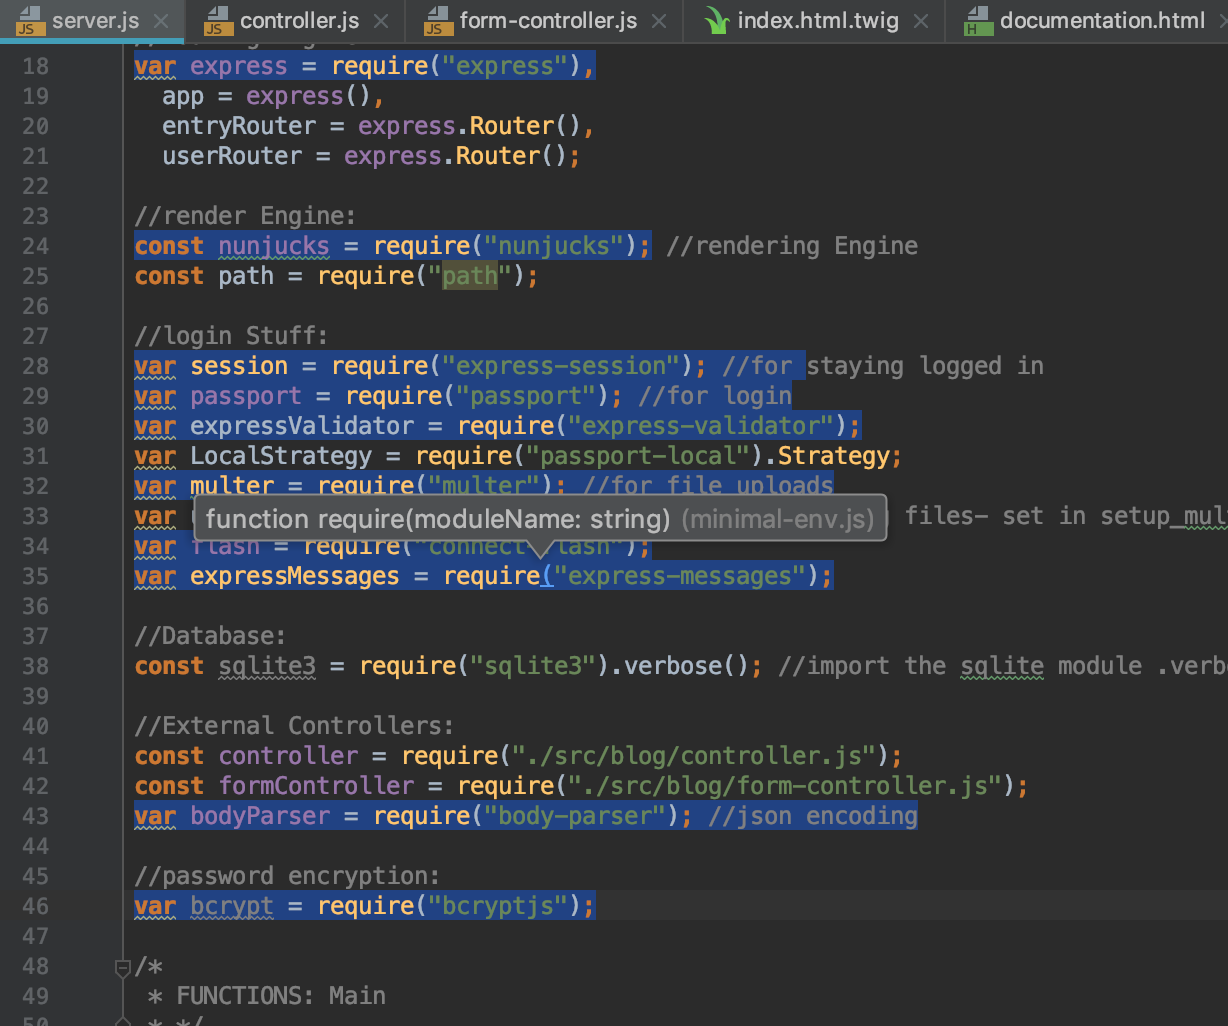 server.js controller.js form-controller.js index.html.twig documentation.html
18 var express = require("express"),
19 app = express(),
20 entryRouter = express.Router(),
21 userRouter = express.Router();
22
23 //render Engine:
24 const nunjucks = require("nunjucks"); //rendering Engine
25 const path = require("path");
26
27 //login Stuff:
28 var session = require("express-session"); //for staying logged in
29 var passport = require("passport"); //for login
30 var expressValidator = require("express-validator");
31 var LocalStrategy = require("passport-local").Strategy;
32 var multer = require("multer"); //for file uploads
33 var files- set in setup_mul
function require(moduleName: string) (minimal-env.js)
34 var flash = require("connect-flash");
35 var expressMessages = require("express-messages");
36
37 //Database:
38 const sqlite3 = require("sqlite3").verbose(); //import the sqlite module .verb
39
40 //External Controllers:
41 const controller = require("./src/blog/controller.js");
42 const formController = require("./src/blog/form-controller.js");
43 var bodyParser = require("body-parser"); //json encoding
44
45 //password encryption:
46 var bcrypt = require("bcryptjs");
47
48 /*
49 * FUNCTIONS: Main
50 * */